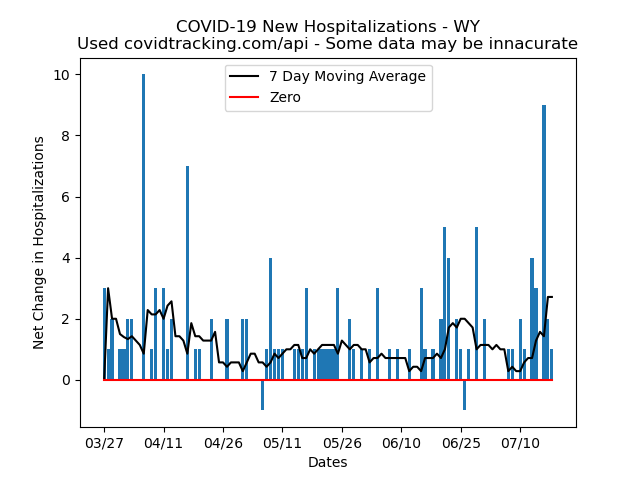 COVID-19 New Hospitalizations - WY
Used covidtracking.com/api - Some data may be innacurate
7 Day Moving Average
Zero
Net Change in Hospitalizations
10
8
6
4
2
0
03/27 04/11 04/26 05/11 05/26 06/10 06/25 07/10
Dates